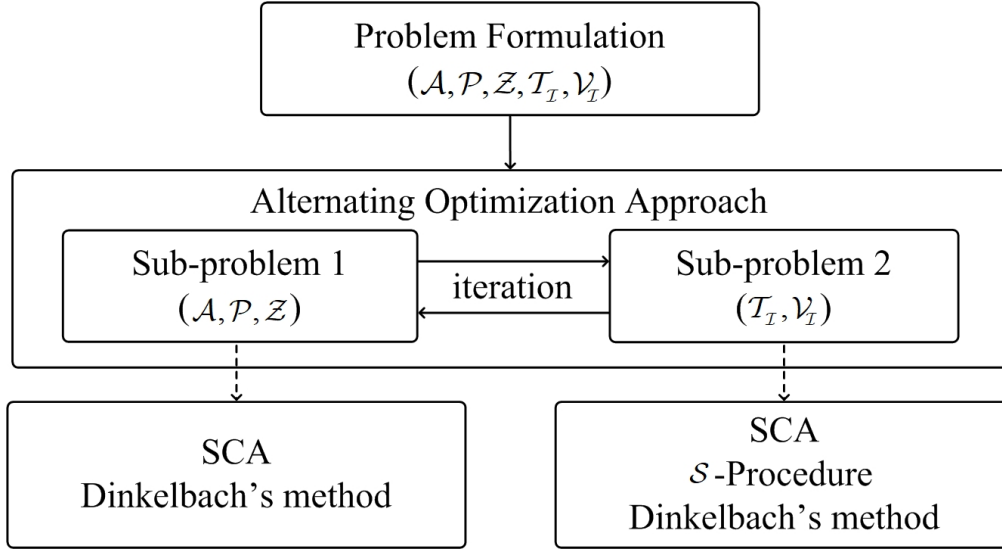 Problem Formulation
(𝒜, 𝒫, 𝒵, 𝒯_ℐ, 𝒱_ℐ)
Alternating Optimization Approach
Sub-problem 1
(𝒜, 𝒫, 𝒵)
iteration
Sub-problem 2
(𝒯_ℐ, 𝒱_ℐ)
SCA
Dinkelbach's method
SCA
𝒮-Procedure
Dinkelbach's method